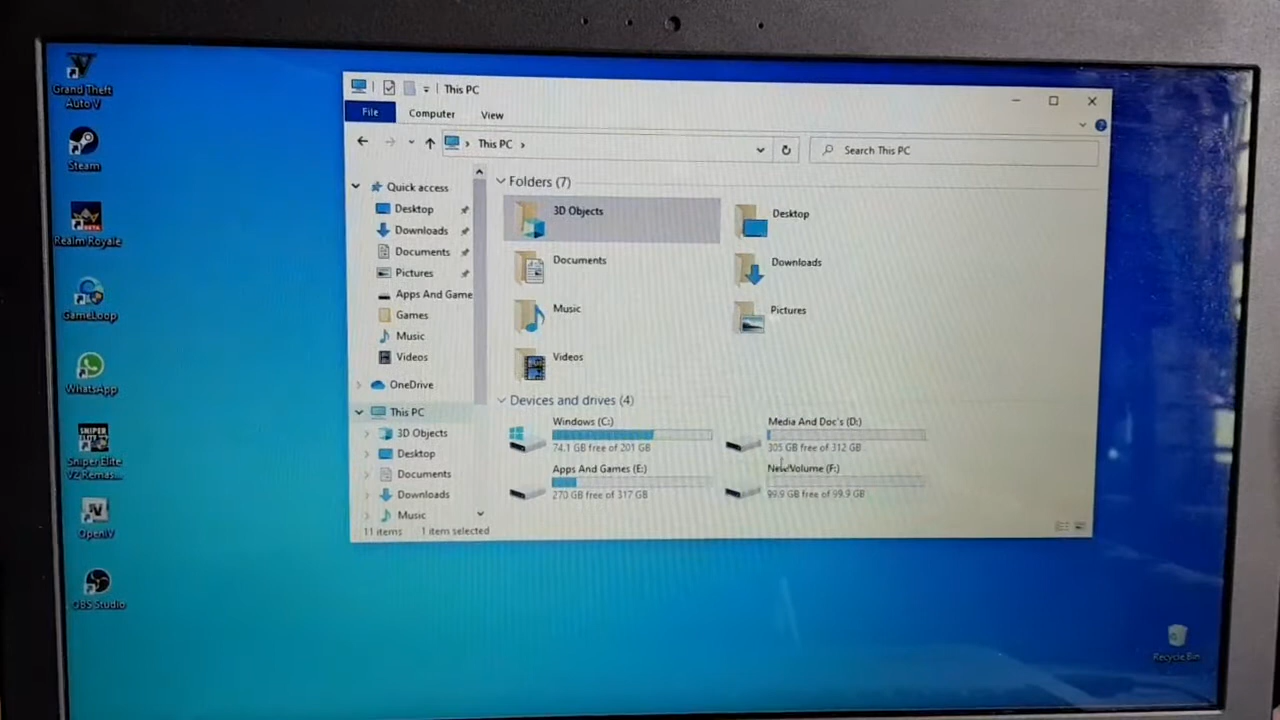 Grand Theft
Auto V
Steam
Realm Royale
GameLoop
WhatsApp
SNIPER
ELITE
Sniper Elite
V2 Remas...
OpenIV
OBS Studio
This PC
File
Computer
View
This PC
Search This PC
Quick access
Desktop
Downloads
Documents
Pictures
Apps And Game
Games
Music
Videos
OneDrive
This PC
3D Objects
Desktop
Documents
Downloads
Music
Folders (7)
3D Objects
Desktop
Documents
Downloads
Music
Pictures
Videos
Devices and drives (4)
Windows (C:)
74.1 GB free of 201 GB
Media And Doc's (D:)
305 GB free of 312 GB
Apps And Games (E:)
270 GB free of 317 GB
New Volume (F:)
99.9 GB free of 99.9 GB
11 items
1 item selected
Recycle Bin